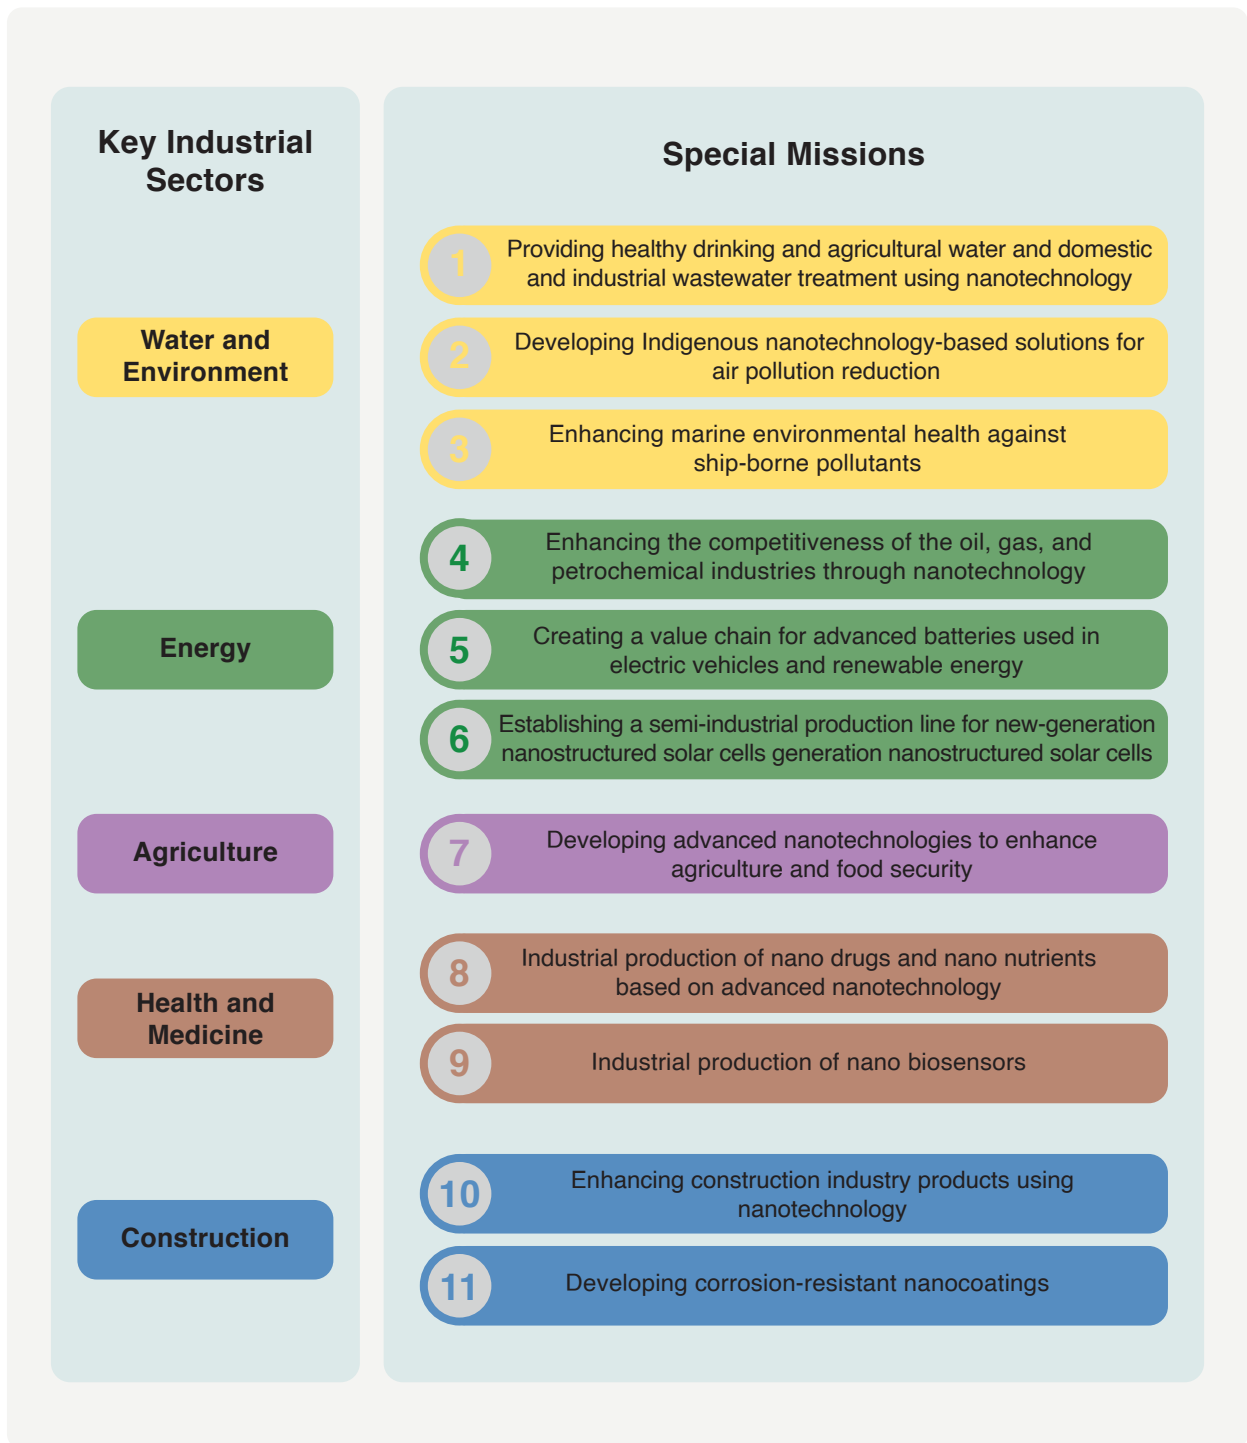 Key Industrial
Sectors
Special Missions
Water and
Environment
1
Providing healthy drinking and agricultural water and domestic
and industrial wastewater treatment using nanotechnology
2
Developing Indigenous nanotechnology-based solutions for
air pollution reduction
3
Enhancing marine environmental health against
ship-borne pollutants
Energy
4
Enhancing the competitiveness of the oil, gas, and
petrochemical industries through nanotechnology
5
Creating a value chain for advanced batteries used in
electric vehicles and renewable energy
6
Establishing a semi-industrial production line for new-generation
nanostructured solar cells generation nanostructured solar cells
Agriculture
7
Developing advanced nanotechnologies to enhance
agriculture and food security
Health and
Medicine
8
Industrial production of nano drugs and nano nutrients
based on advanced nanotechnology
9
Industrial production of nano biosensors
Construction
10
Enhancing construction industry products using
nanotechnology
11
Developing corrosion-resistant nanocoatings